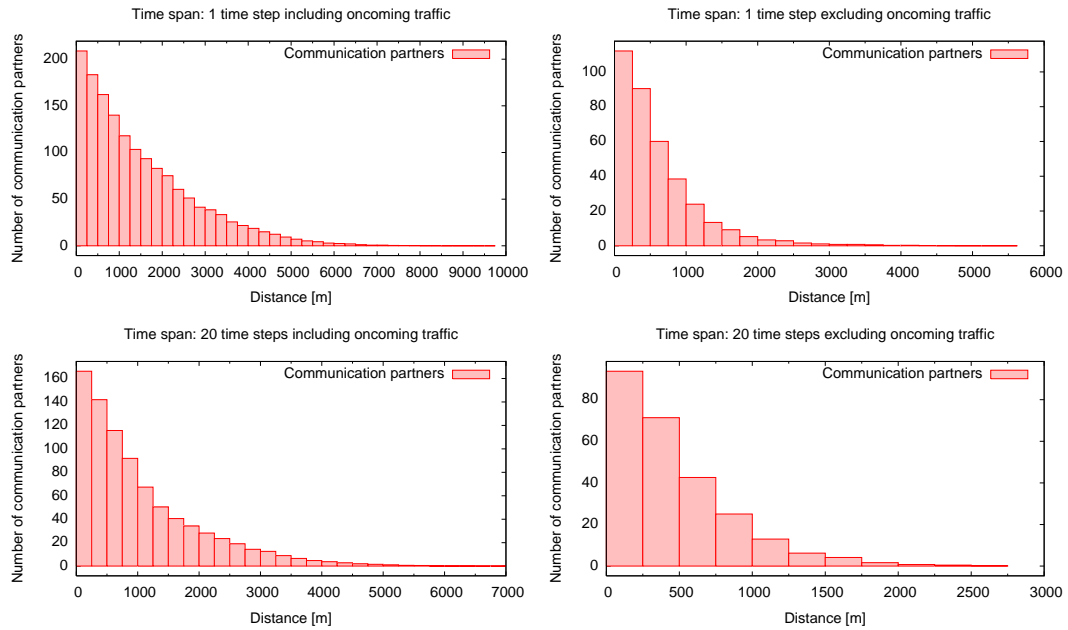 Time span: 1 time step including oncoming traffic
Number of communication partners
Communication partners
200
150
100
50
0
0 1000 2000 3000 4000 5000 6000 7000 8000 9000 10000
Distance [m]
Time span: 1 time step excluding oncoming traffic
Number of communication partners
Communication partners
100
80
60
40
20
0
0 1000 2000 3000 4000 5000 6000
Distance [m]
Time span: 20 time steps including oncoming traffic
Number of communication partners
Communication partners
160
140
120
100
80
60
40
20
0
0 1000 2000 3000 4000 5000 6000 7000
Distance [m]
Time span: 20 time steps excluding oncoming traffic
Number of communication partners
Communication partners
80
60
40
20
0
0 500 1000 1500 2000 2500 3000
Distance [m]